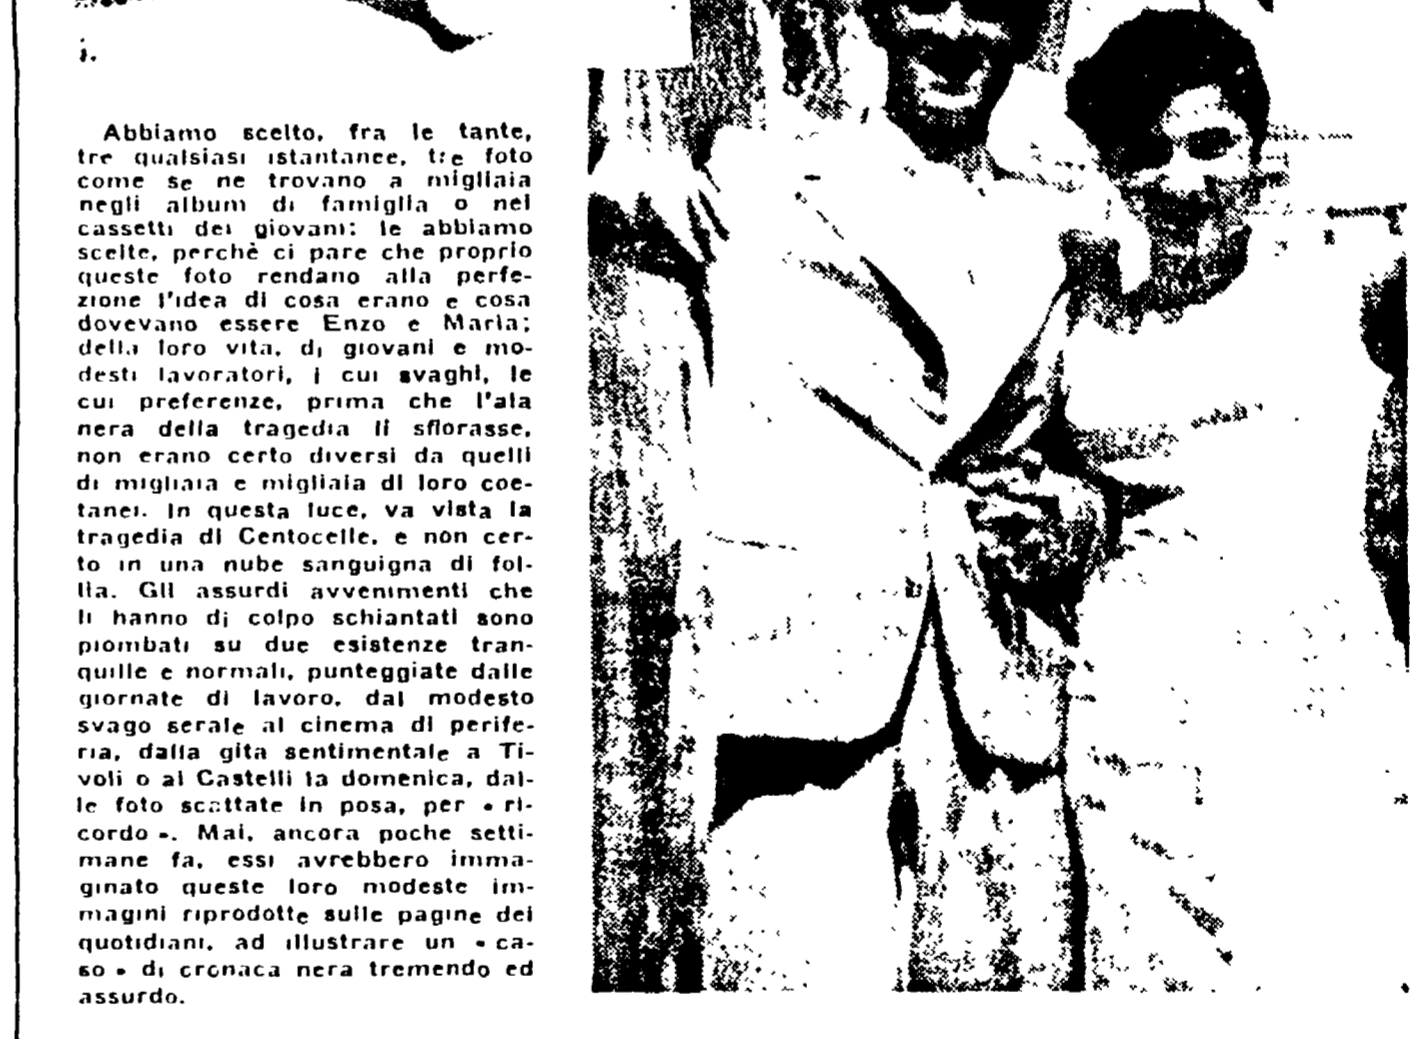 Abbiamo scelto, fra le tante,
tre qualsiasi istantanee, tre foto
come se ne trovano a migliaia
negli album di famiglia o nei
cassetti dei giovani: le abbiamo
scelte, perchè ci pare che proprio
queste foto rendano alla perfe-
zione l'idea di cosa erano e cosa
dovevano essere Enzo e Maria;
della loro vita, di giovani e mo-
desti lavoratori, i cui svaghi, le
cui preferenze, prima che l'ala
nera della tragedia li sfiorasse,
non erano certo diversi da quelli
di migliaia e migliaia di loro coe-
tanei. In questa luce, va vista la
tragedia di Centocelle, e non cer-
to in una nube sanguigna di fol-
lia. Gli assurdi avvenimenti che
li hanno di colpo schiantati sono
piombati su due esistenze tran-
quille e normali, punteggiate dalle
giornate di lavoro, dal modesto
svago serale al cinema di perife-
ria, dalla gita sentimentale a Ti-
voli o ai Castelli la domenica, dal-
le foto scattate in posa, per « ri-
cordo ». Mai, ancora poche setti-
mane fa, essi avrebbero imma-
ginato queste loro modeste im-
magini riprodotte sulle pagine dei
quotidiani, ad illustrare un « ca-
so » di cronaca nera tremendo ed
assurdo.